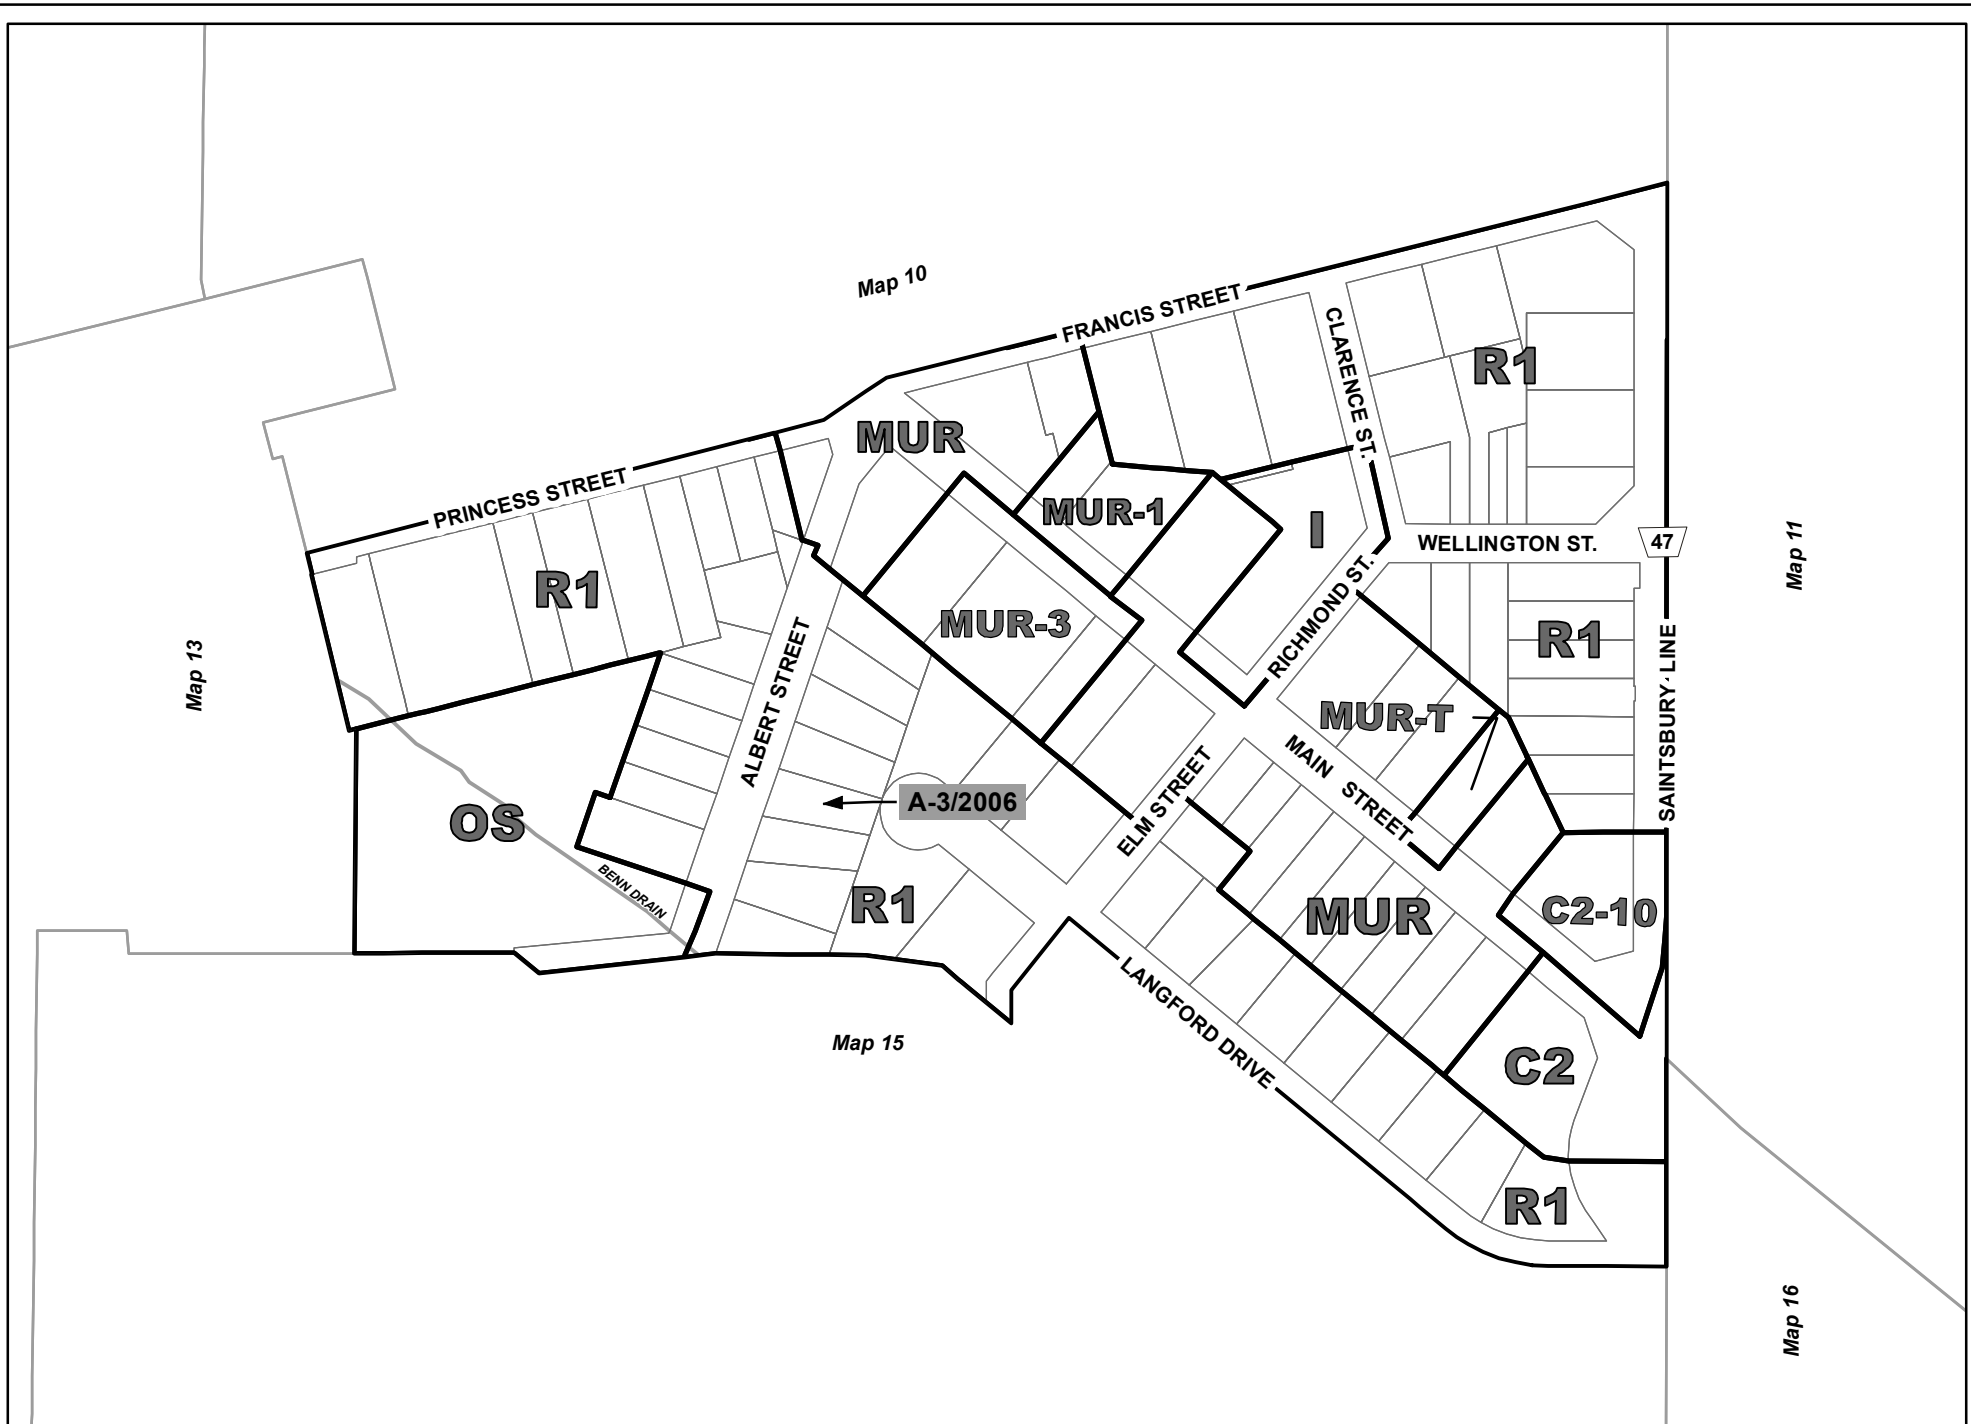 Map 10
FRANCIS STREET
CLARENCE ST.
R1
MUR
PRINCESS STREET
MUR-1
I
WELLINGTON ST.
47
Map 11
R1
MUR-3
RICHMOND ST.
R1
SAINTSBURY LINE
Map 13
ALBERT STREET
MUR-T
MAIN STREET
ELM STREET
A-3/2006
OS
BENN DRAIN
R1
MUR
C2-10
LANGFORD DRIVE
Map 15
C2
R1
Map 16